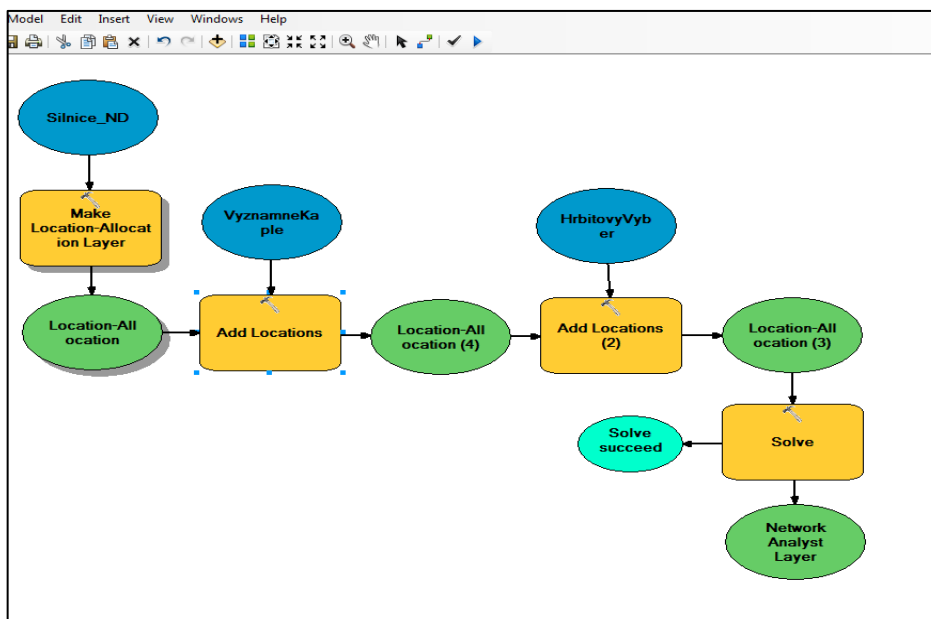 Model Edit Insert View Windows Help
Silnice_ND
Make
Location-Allocat
ion Layer
VyznamneKa
ple
HrbitovyVyb
er
Location-All
ocation
Add Locations
Location-All
ocation (4)
Add Locations
(2)
Location-All
ocation (3)
Solve
succeed
Solve
Network
Analyst
Layer